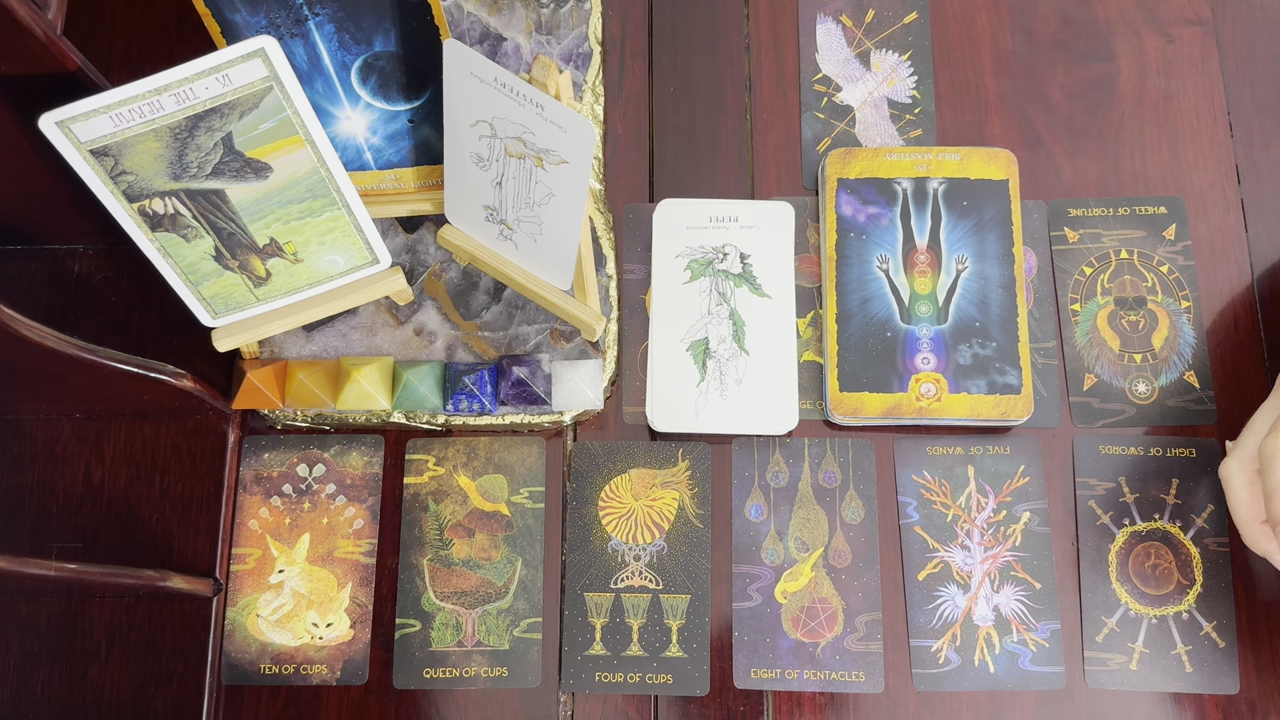 IX • THE HERMIT
UNIVERSAL LIGHT
MYSTERY
REPEL
SELF MASTERY
WHEEL OF FORTUNE
TEN OF CUPS
QUEEN OF CUPS
FOUR OF CUPS
EIGHT OF PENTACLES
FIVE OF WANDS
EIGHT OF SWORDS